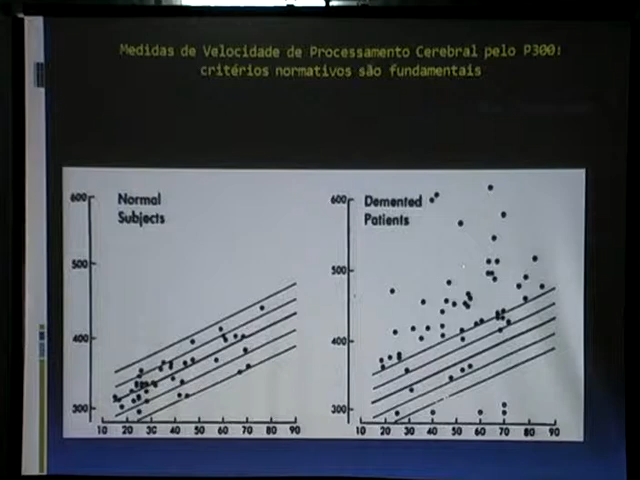 Medidas de Velocidade de Processamento Cerebral pelo P300:
critérios normativos são fundamentais
Normal
Subjects
600
500
400
300
10 20 30 40 50 60 70 80 90
Demented
Patients
600
500
400
300
10 20 30 40 50 60 70 80 90